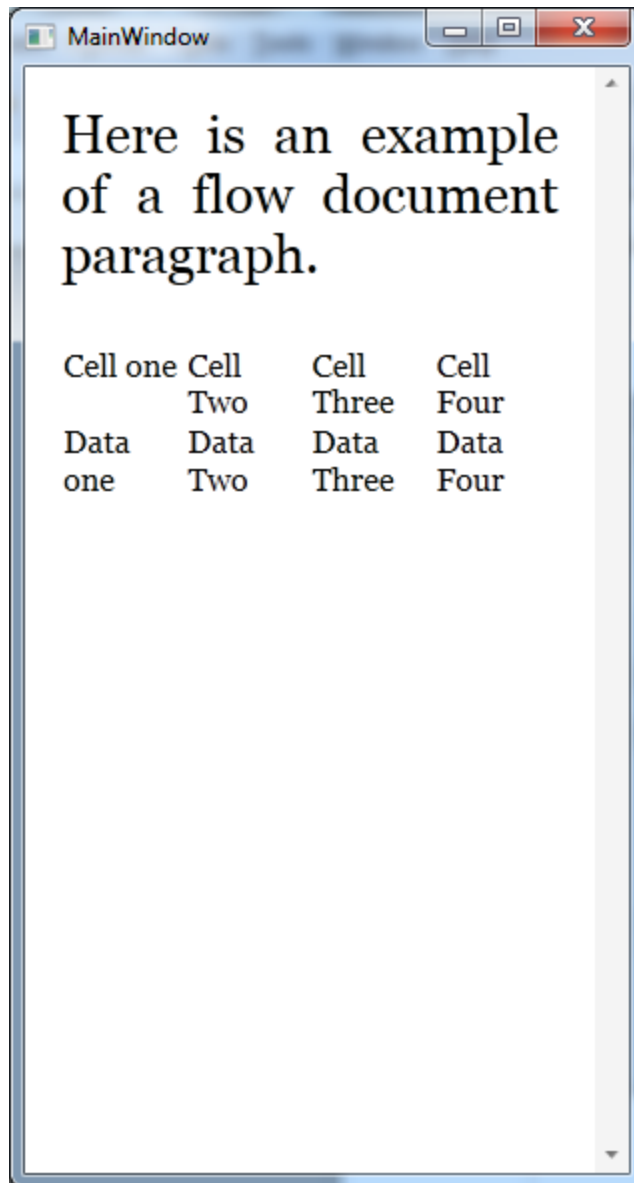 MainWindow
Here is an example
of a flow document
paragraph.
Cell one Cell Cell Cell
Two Three Four
Data Data Data Data
one Two Three Four